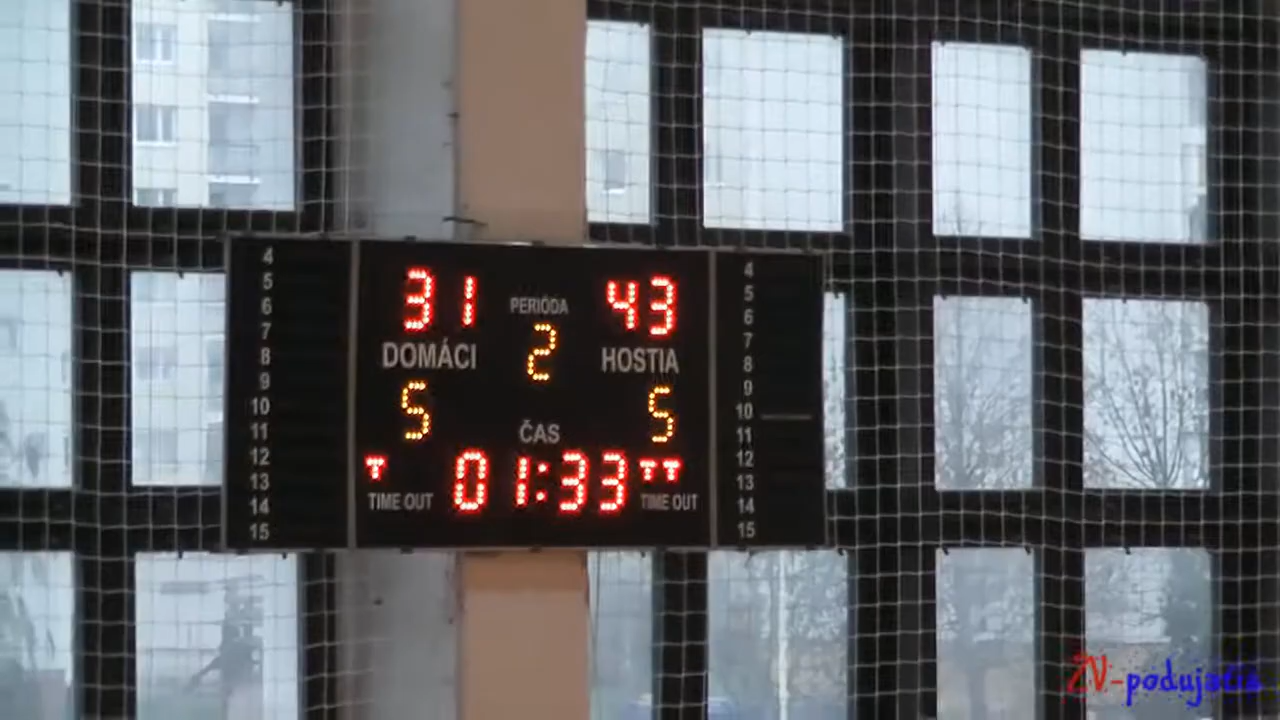 4 4
5 5
6 6
7 7
8 8
9 9
10 10
11 11
12 12
13 13
14 14
15 15
31 PERIÓDA 43
DOMÁCI 2 HOSTIA
5 ČAS 5
T 01:33 TT
TIME OUT TIME OUT
ŽV-podujatia